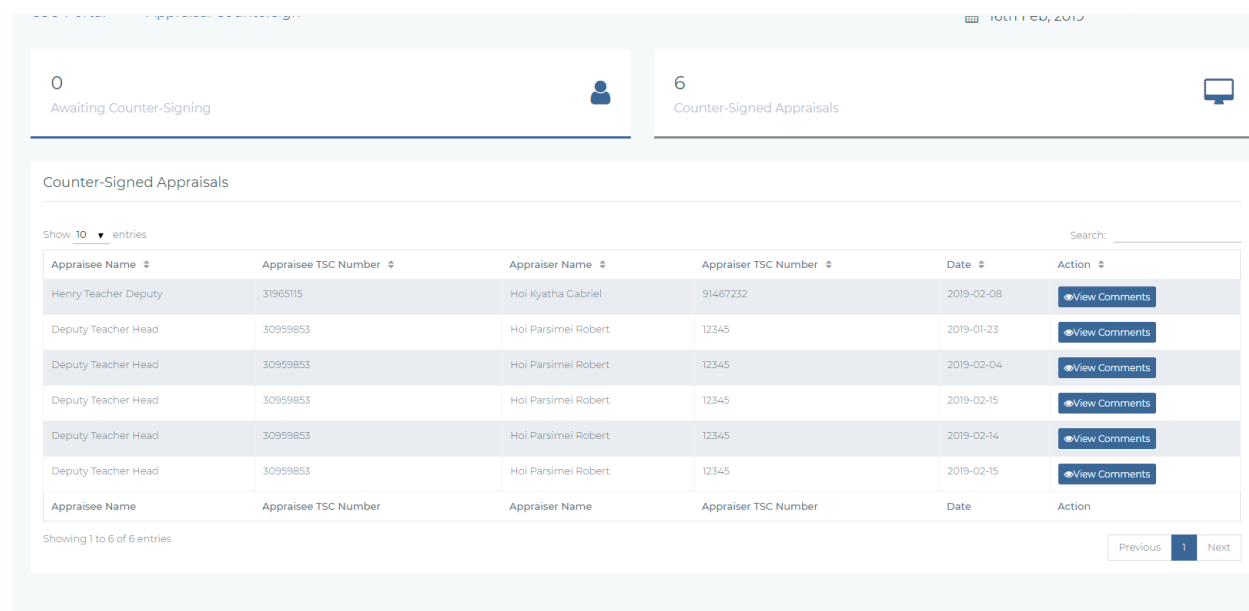 16th Feb, 2019
0
Awaiting Counter-Signing
6
Counter-Signed Appraisals
Counter-Signed Appraisals
Show 10 entries
Search:
Appraisee Name Appraisee TSC Number Appraiser Name Appraiser TSC Number Date Action
Henry Teacher Deputy 31965115 Hoi Kyatha Gabriel 91467232 2019-02-08 View Comments
Deputy Teacher Head 30959853 Hoi Parsimei Robert 12345 2019-01-23 View Comments
Deputy Teacher Head 30959853 Hoi Parsimei Robert 12345 2019-02-04 View Comments
Deputy Teacher Head 30959853 Hoi Parsimei Robert 12345 2019-02-15 View Comments
Deputy Teacher Head 30959853 Hoi Parsimei Robert 12345 2019-02-14 View Comments
Deputy Teacher Head 30959853 Hoi Parsimei Robert 12345 2019-02-15 View Comments
Appraisee Name Appraisee TSC Number Appraiser Name Appraiser TSC Number Date Action
Showing 1 to 6 of 6 entries
Previous 1 Next